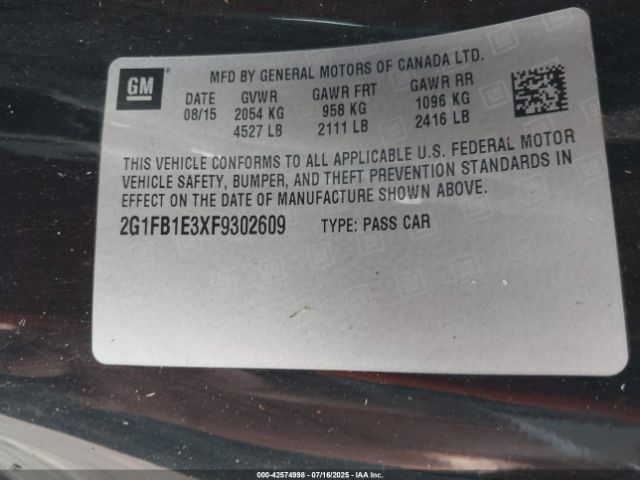 GM
MFD BY GENERAL MOTORS OF CANADA LTD.
DATE GVWR GAWR FRT GAWR RR
08/15 2054 KG 958 KG 1096 KG
4527 LB 2111 LB 2416 LB
THIS VEHICLE CONFORMS TO ALL APPLICABLE U.S. FEDERAL MOTOR
VEHICLE SAFETY, BUMPER, AND THEFT PREVENTION STANDARDS IN
EFFECT ON THE DATE OF MANUFACTURE SHOWN ABOVE.
2G1FB1E3XF9302609 TYPE: PASS CAR
000-42574998 - 07/16/2025 - IAA Inc.